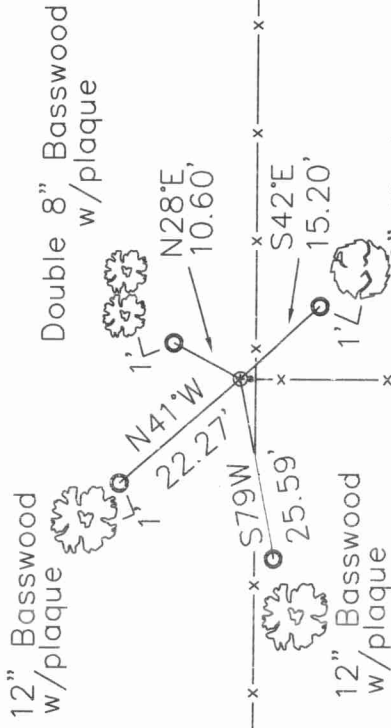 Double 8" Basswood
w/plaque
12" Basswood
w/plaque
1'
N28°E
10.60'
N41°W
22.27'
1'
S42°E
15.20'
1'
S79W
25.59'
12" Basswood
w/plaque